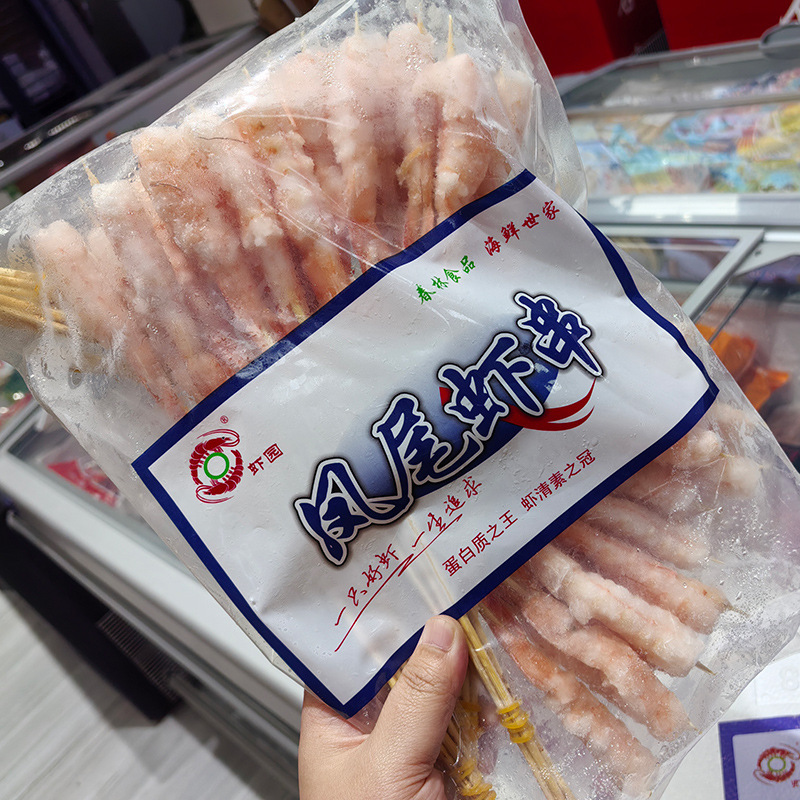 春林食品 海鲜世家
®
虾园
凤尾虾串
一只好虾 一生追求
蛋白质之王 虾清素之冠